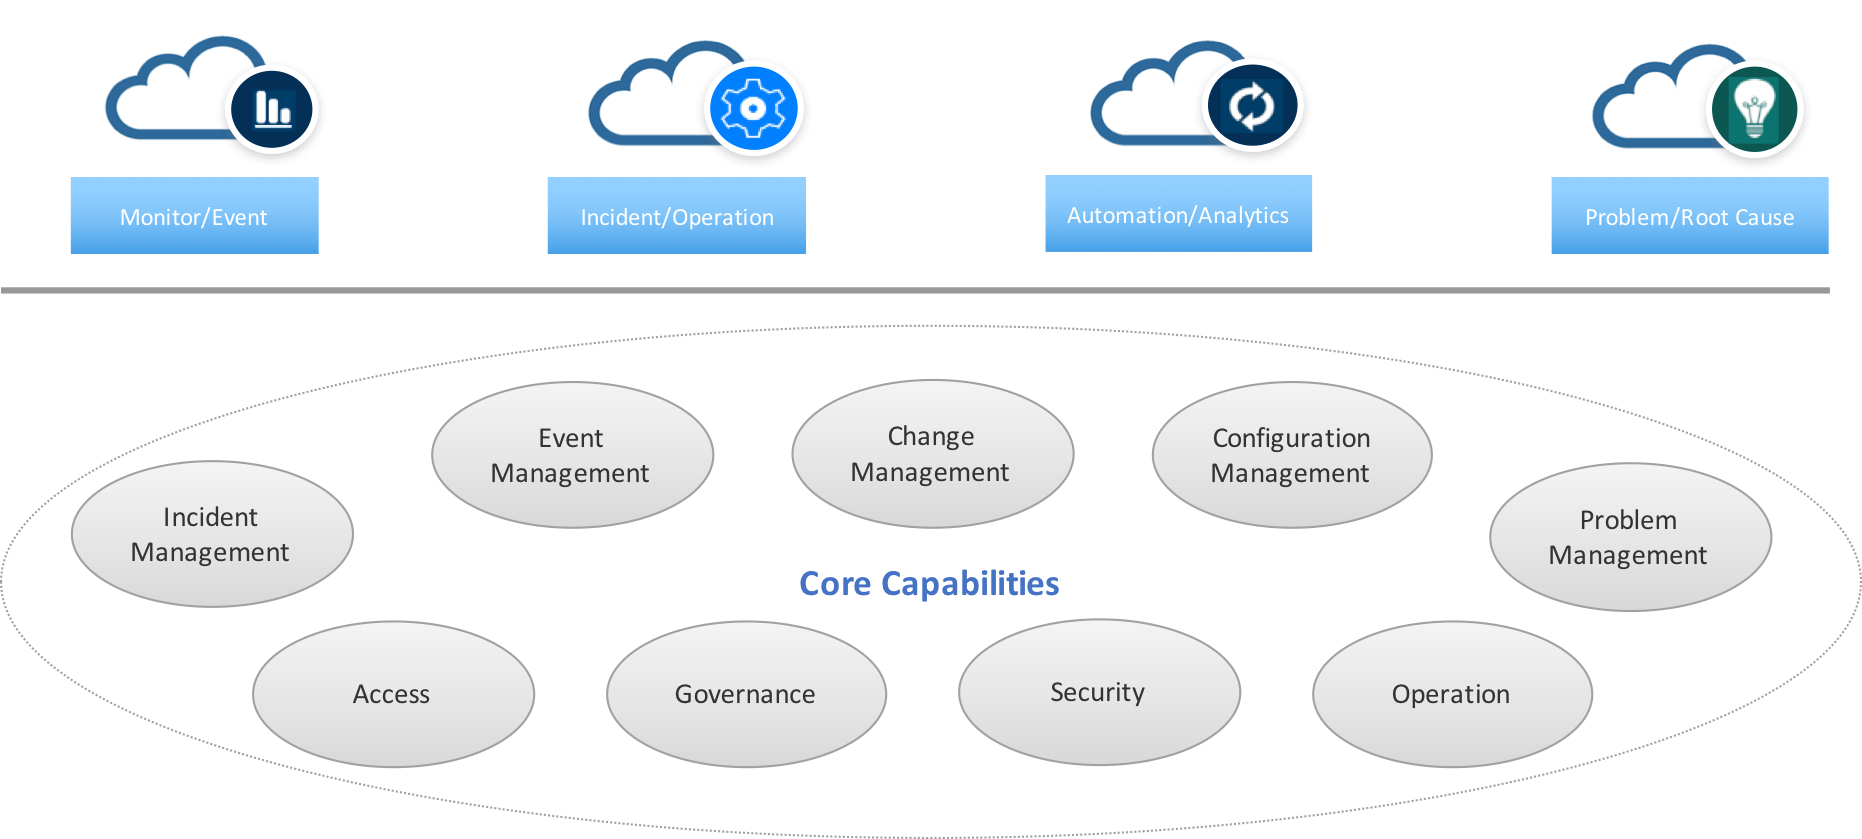 Monitor/Event
Incident/Operation
Automation/Analytics
Problem/Root Cause
Event
Management
Change
Management
Configuration
Management
Incident
Management
Problem
Management
Core Capabilities
Access
Governance
Security
Operation